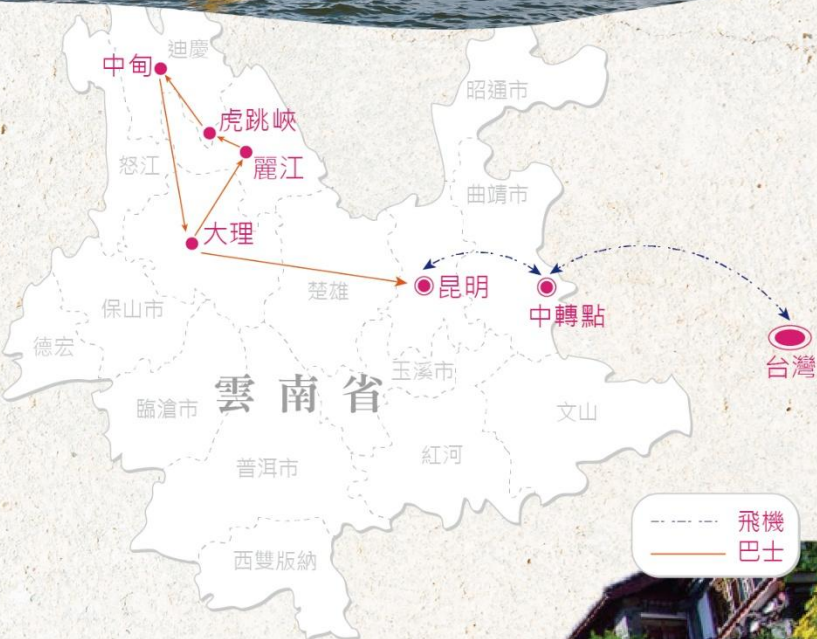 迪慶
中甸
昭通市
虎跳峽
怒江
麗江
曲靖市
大理
昆明
楚雄
保山市
中轉點
德宏
台灣
玉溪市
雲南省
臨滄市
文山
紅河
普洱市
飛機
巴士
西雙版納